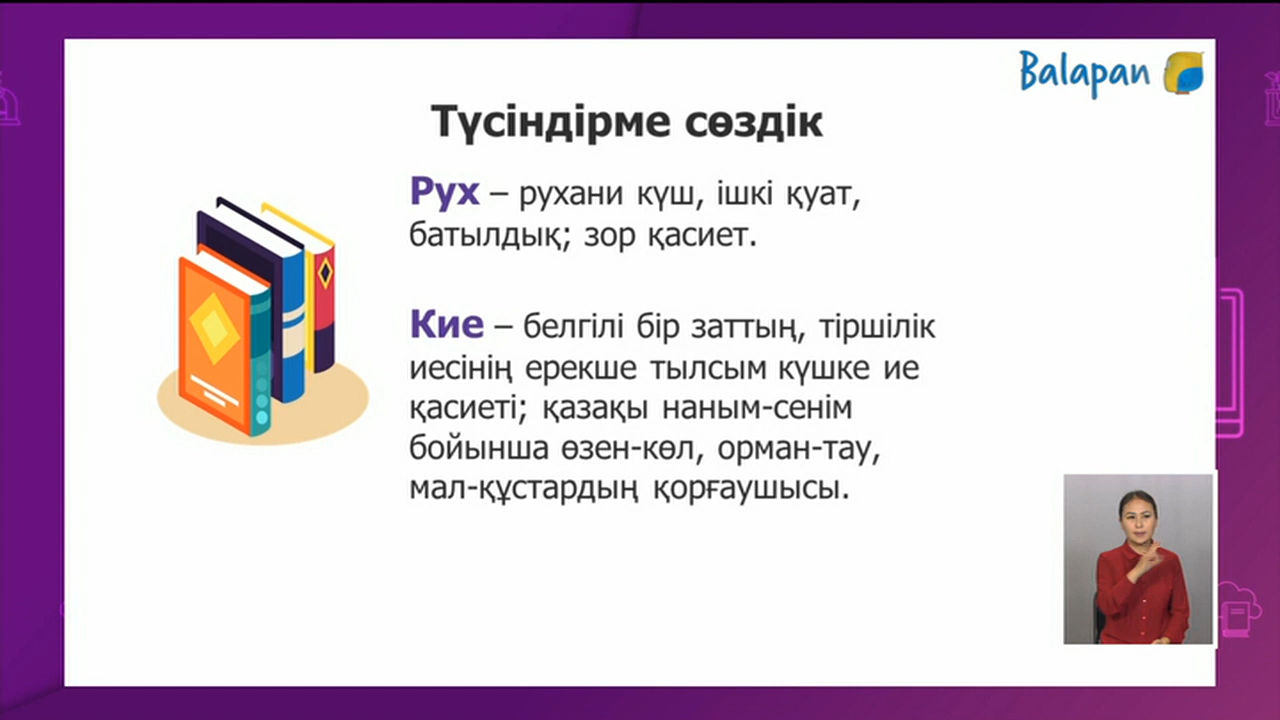 Balapan
Түсіндірме сөздік
Рух – рухани күш, ішкі қуат,
батылдық; зор қасиет.
Кие – белгілі бір заттың, тіршілік
иесінің ерекше тылсым күшке ие
қасиеті; қазақы наным-сенім
бойынша өзен-көл, орман-тау,
мал-құстардың қорғаушысы.